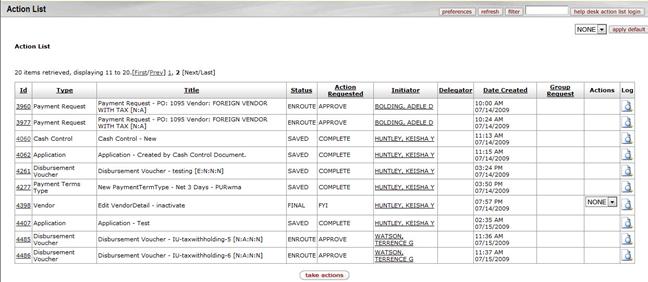 Action List
preferences refresh filter help desk action list login
NONE apply default
Action List
20 items retrieved, displaying 11 to 20.[First/Prev] 1, 2 [Next/Last]
Id Type Title Status Action Requested Initiator Delegator Date Created Group Request Actions Log
3960 Payment Request Payment Request - PO: 1095 Vendor: FOREIGN VENDOR WITH TAX [N:A] ENROUTE APPROVE BOLDING, ADELE D 10:00 AM 07/14/2009
3977 Payment Request Payment Request - PO: 1095 Vendor: FOREIGN VENDOR WITH TAX [N:A] ENROUTE APPROVE BOLDING, ADELE D 10:24 AM 07/14/2009
4060 Cash Control Cash Control - New SAVED COMPLETE HUNTLEY, KEISHA Y 11:13 AM 07/14/2009
4062 Application Application - Created by Cash Control Document. SAVED COMPLETE HUNTLEY, KEISHA Y 11:15 AM 07/14/2009
4261 Disbursement Voucher Disbursement Voucher - testing [E:N:N:N] SAVED COMPLETE HUNTLEY, KEISHA Y 03:24 PM 07/14/2009
4277 Payment Terms Type New PaymentTermType - Net 3 Days - PURwma SAVED COMPLETE HUNTLEY, KEISHA Y 03:50 PM 07/14/2009
4398 Vendor Edit VendorDetail - inactivate FINAL FYI HUNTLEY, KEISHA Y 07:57 PM 07/14/2009 NONE
4407 Application Application - Test SAVED COMPLETE HUNTLEY, KEISHA Y 02:35 AM 07/15/2009
4485 Disbursement Voucher Disbursement Voucher - IU-taxwithholding-5 [N:A:N:N] ENROUTE APPROVE WATSON, TERRENCE G 11:36 AM 07/15/2009
4486 Disbursement Voucher Disbursement Voucher - IU-taxwithholding-6 [N:A:N:N] ENROUTE APPROVE WATSON, TERRENCE G 11:37 AM 07/15/2009
take actions